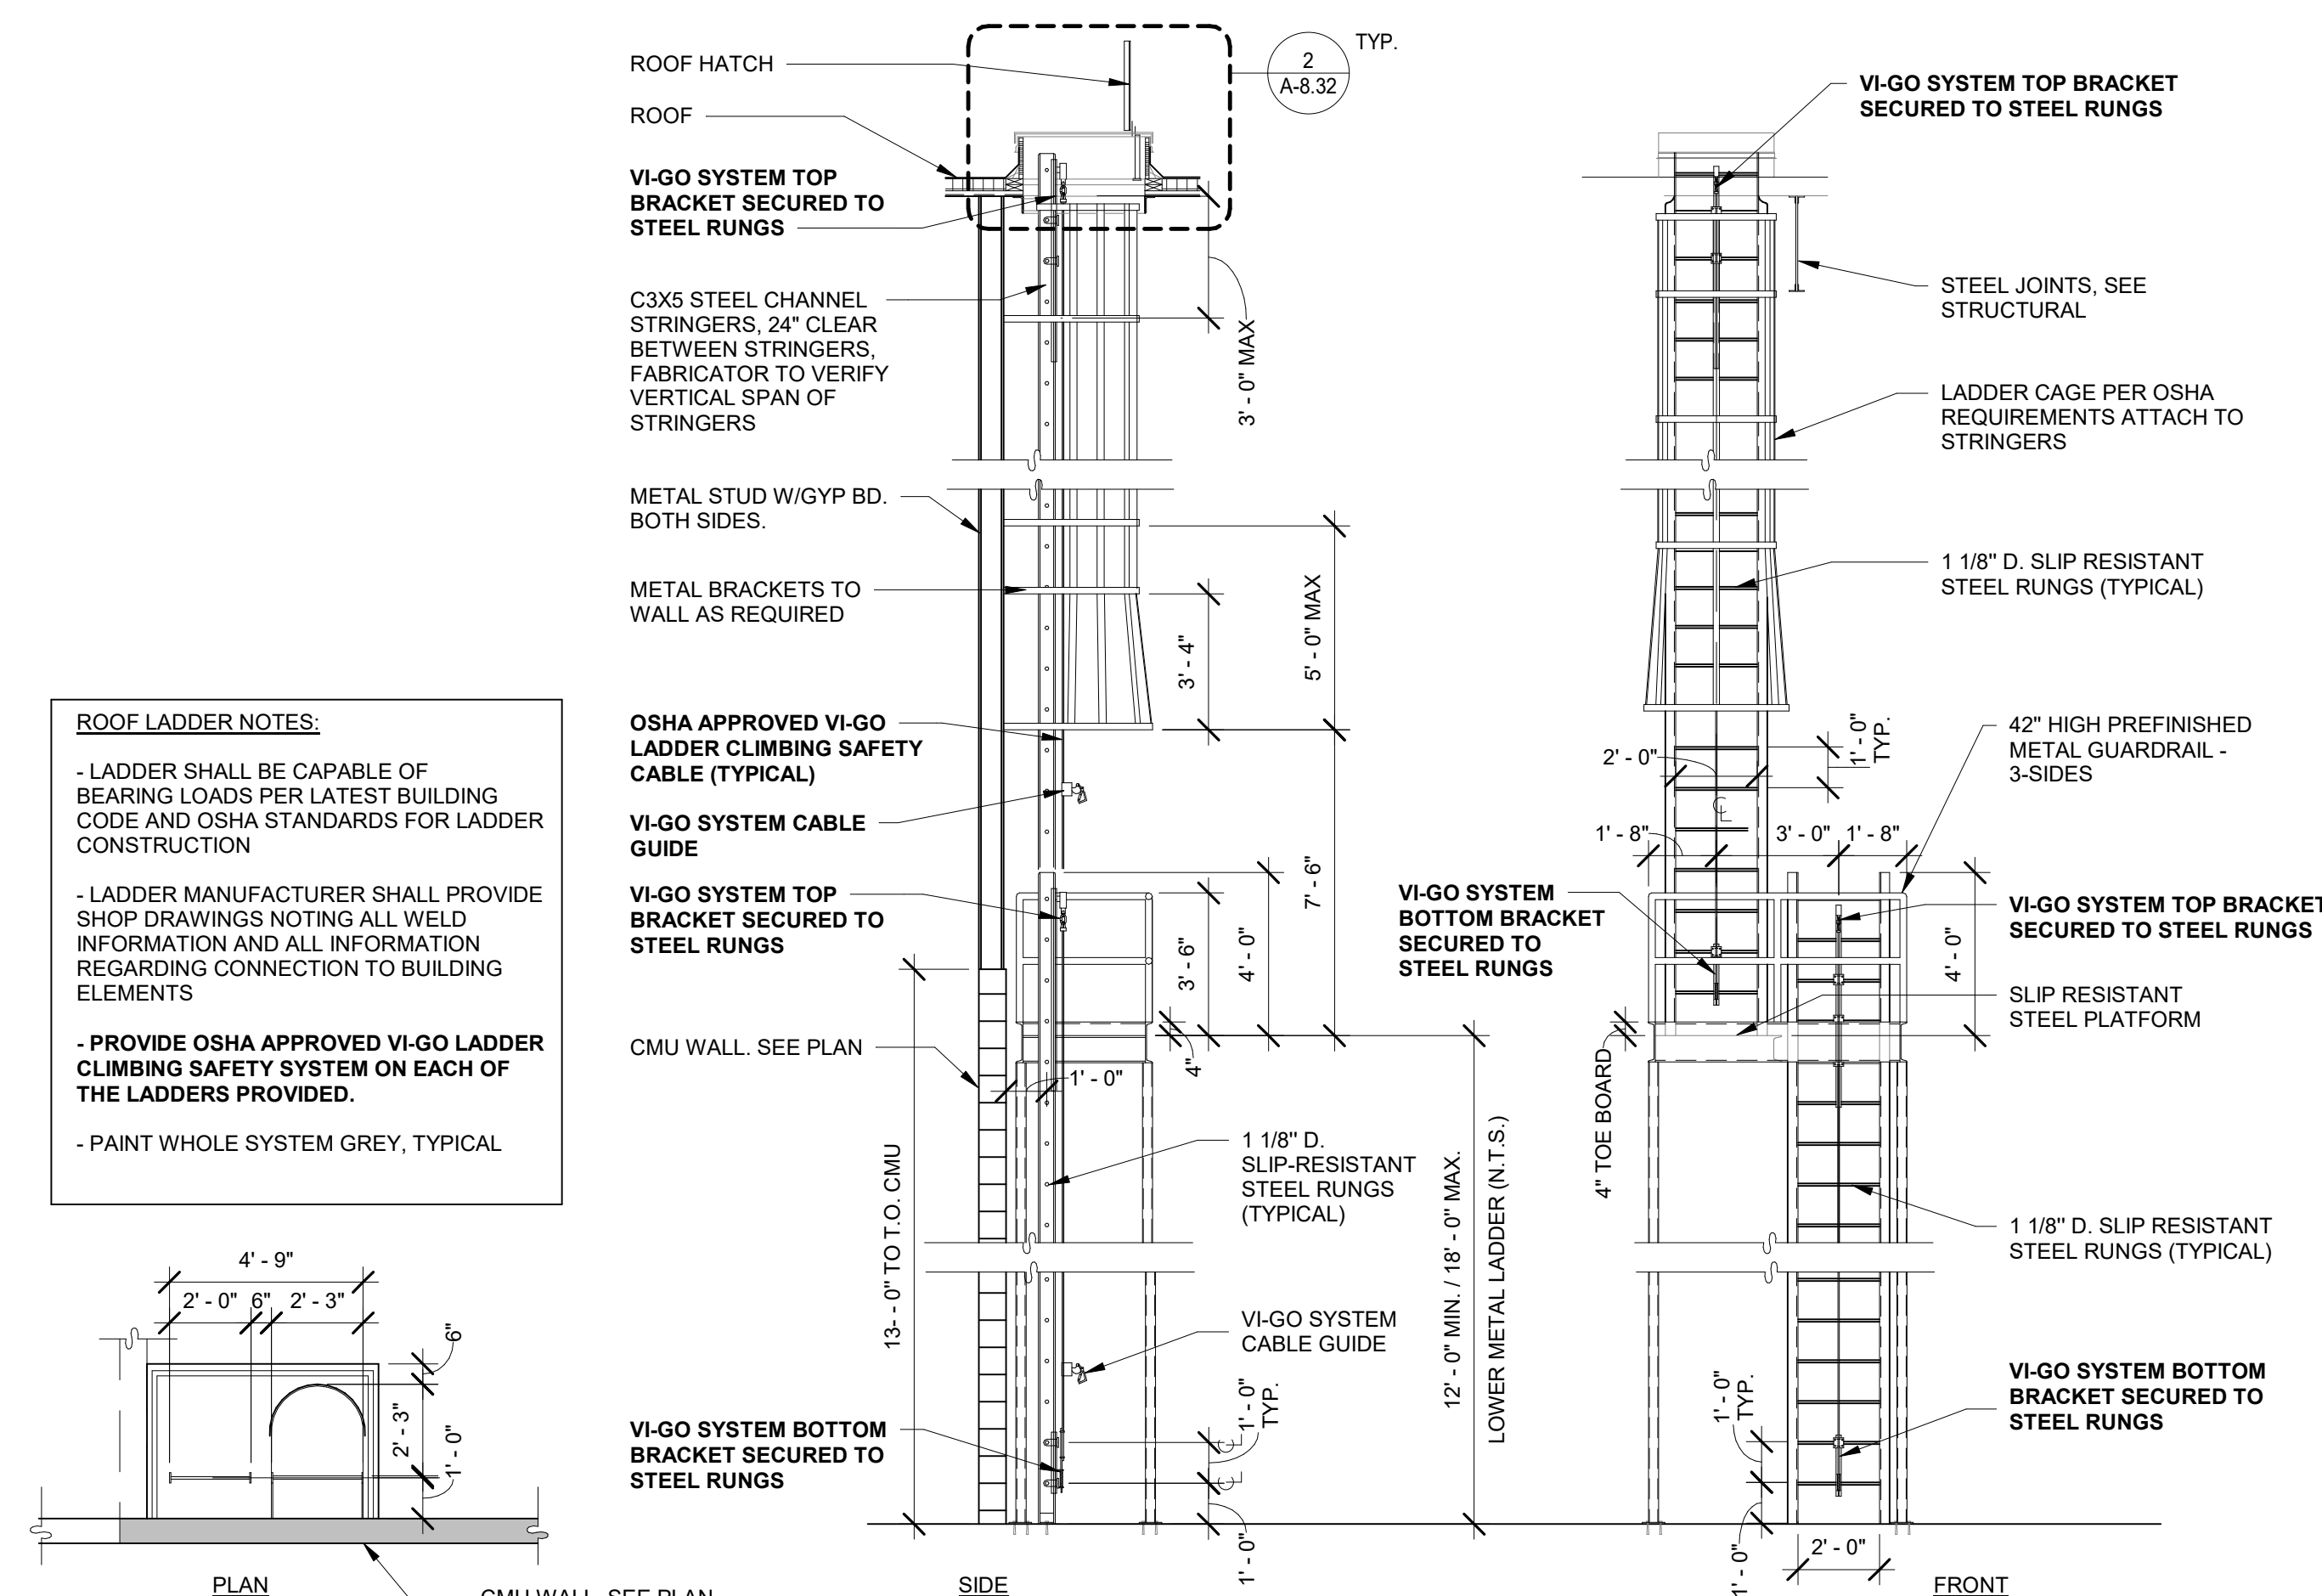 ROOF HATCH
ROOF
VI-GO SYSTEM TOP
BRACKET SECURED TO
STEEL RUNGS
C3X5 STEEL CHANNEL
STRINGERS, 24" CLEAR
BETWEEN STRINGERS,
FABRICATOR TO VERIFY
VERTICAL SPAN OF
STRINGERS
METAL STUD W/GYP BD.
BOTH SIDES.
METAL BRACKETS TO
WALL AS REQUIRED
OSHA APPROVED VI-GO
LADDER CLIMBING SAFETY
CABLE (TYPICAL)
VI-GO SYSTEM CABLE
GUIDE
VI-GO SYSTEM TOP
BRACKET SECURED TO
STEEL RUNGS
CMU WALL. SEE PLAN
VI-GO SYSTEM BOTTOM
BRACKET SECURED TO
STEEL RUNGS
ROOF LADDER NOTES:
- LADDER SHALL BE CAPABLE OF
BEARING LOADS PER LATEST BUILDING
CODE AND OSHA STANDARDS FOR LADDER
CONSTRUCTION
- LADDER MANUFACTURER SHALL PROVIDE
SHOP DRAWINGS NOTING ALL WELD
INFORMATION AND ALL INFORMATION
REGARDING CONNECTION TO BUILDING
ELEMENTS
- PROVIDE OSHA APPROVED VI-GO LADDER
CLIMBING SAFETY SYSTEM ON EACH OF
THE LADDERS PROVIDED.
- PAINT WHOLE SYSTEM GREY, TYPICAL
4' - 9"
2' - 0"
6"
2' - 3"
6"
2' - 3"
1' - 0"
PLAN
CMU WALL. SEE PLAN
2
A-8.32
TYP.
3' - 0" MAX
5' - 0" MAX
3' - 4"
7' - 6"
3' - 6"
4' - 0"
4"
1' - 0"
13- - 0" TO T.O. CMU
1 1/8" D.
SLIP-RESISTANT
STEEL RUNGS
(TYPICAL)
VI-GO SYSTEM
CABLE GUIDE
12' - 0" MIN. / 18' - 0" MAX.
LOWER METAL LADDER (N.T.S.)
1' - 0"
TYP.
CL
CL
1' - 0"
SIDE
VI-GO SYSTEM TOP BRACKET
SECURED TO STEEL RUNGS
STEEL JOINTS, SEE
STRUCTURAL
LADDER CAGE PER OSHA
REQUIREMENTS ATTACH TO
STRINGERS
1 1/8" D. SLIP RESISTANT
STEEL RUNGS (TYPICAL)
42" HIGH PREFINISHED
METAL GUARDRAIL -
3-SIDES
1' - 0"
TYP.
2' - 0"
CL
1' - 8"
3' - 0"
1' - 8"
VI-GO SYSTEM
BOTTOM BRACKET
SECURED TO
STEEL RUNGS
VI-GO SYSTEM TOP BRACKET
SECURED TO STEEL RUNGS
4' - 0"
SLIP RESISTANT
STEEL PLATFORM
4" TOE BOARD
1 1/8" D. SLIP RESISTANT
STEEL RUNGS (TYPICAL)
VI-GO SYSTEM BOTTOM
BRACKET SECURED TO
STEEL RUNGS
1' - 0"
TYP.
1' - 0"
2' - 0"
FRONT